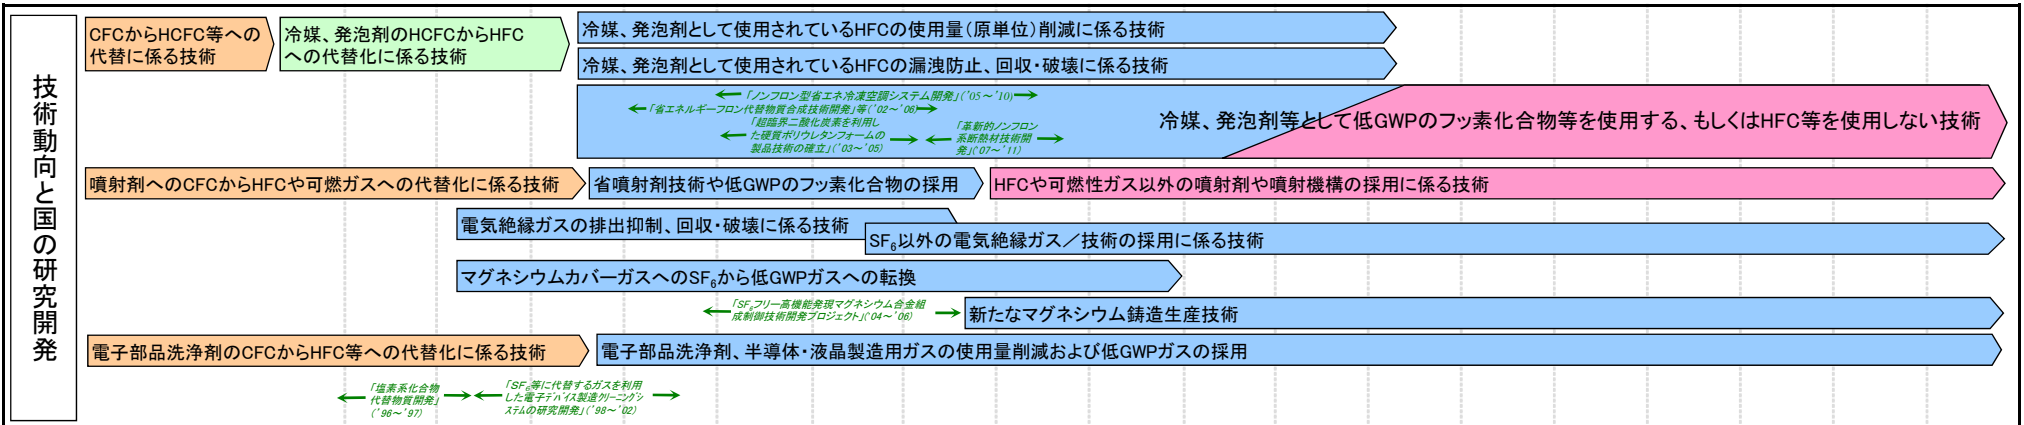 技術動向と国の研究開発
CFCからHCFC等への
代替に係る技術
冷媒、発泡剤のHCFCからHFC
への代替化に係る技術
冷媒、発泡剤として使用されているHFCの使用量(原単位)削減に係る技術
冷媒、発泡剤として使用されているHFCの漏洩防止、回収・破壊に係る技術
「ノンフロン型省エネ冷凍空調システム開発」('05～'10)
「省エネルギーフロン代替物質合成技術開発」等('02～'06)
「超臨界二酸化炭素を利用し
た硬質ポリウレタンフォームの
製品技術の確立」('03～'05)
「革新的ノンフロン
系断熱材技術開
発」('07～'11)
冷媒、発泡剤等として低GWPのフッ素化合物等を使用する、もしくはHFC等を使用しない技術
噴射剤へのCFCからHFCや可燃ガスへの代替化に係る技術
省噴射剤技術や低GWPのフッ素化合物の採用
HFCや可燃性ガス以外の噴射剤や噴射機構の採用に係る技術
電気絶縁ガスの排出抑制、回収・破壊に係る技術
SF₆以外の電気絶縁ガス／技術の採用に係る技術
マグネシウムカバーガスへのSF₆から低GWPガスへの転換
「SF₆フリー高機能発現マグネシウム合金組
成制御技術開発プロジェクト」('04～'06)
新たなマグネシウム鋳造生産技術
電子部品洗浄剤のCFCからHFC等への代替化に係る技術
電子部品洗浄剤、半導体・液晶製造用ガスの使用量削減および低GWPガスの採用
「塩素系化合物
代替物質開発」
('96～'97)
「SF₆等に代替するガスを利用
した電子ﾃﾞﾊﾞｲｽ製造ｸﾘｰﾆﾝｸﾞｼ
ｽﾃﾑの研究開発」('98～'02)